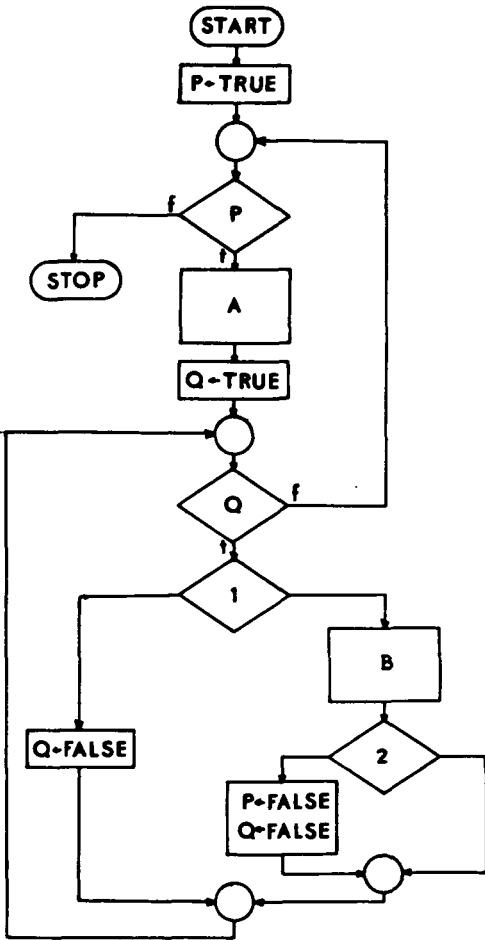 START
P←TRUE
P
f
t
STOP
A
Q←TRUE
Q
f
t
1
B
Q←FALSE
2
P←FALSE
Q←FALSE